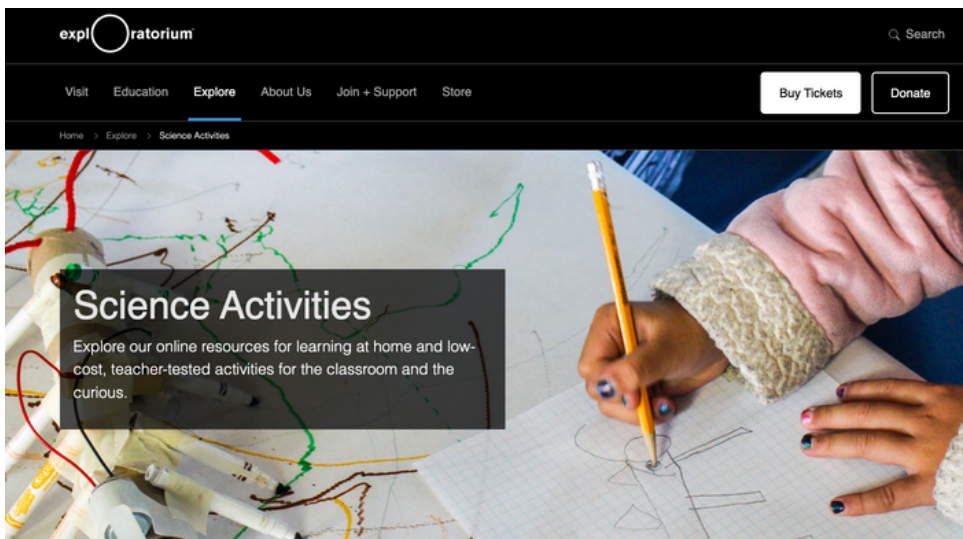 expl ratorium
Search
Visit Education Explore About Us Join + Support Store Buy Tickets Donate
Home > Explore > Science Activities
Science Activities
Explore our online resources for learning at home and low-
cost, teacher-tested activities for the classroom and the
curious.